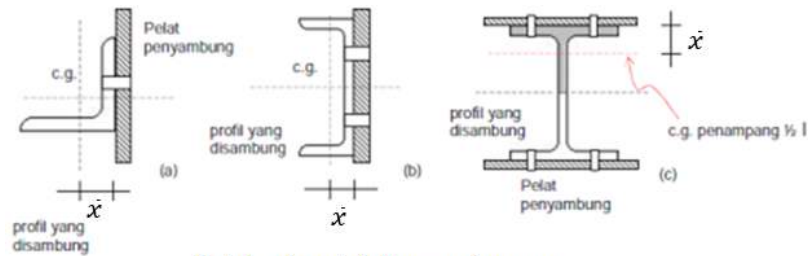 Pelat
penyambung
c.g.
(a)
x̄
profil yang
disambung
c.g.
profil yang
disambung
(b)
x̄
x̄
profil yang
disambung
c.g. penampang ½ I
Pelat
penyambung
(c)